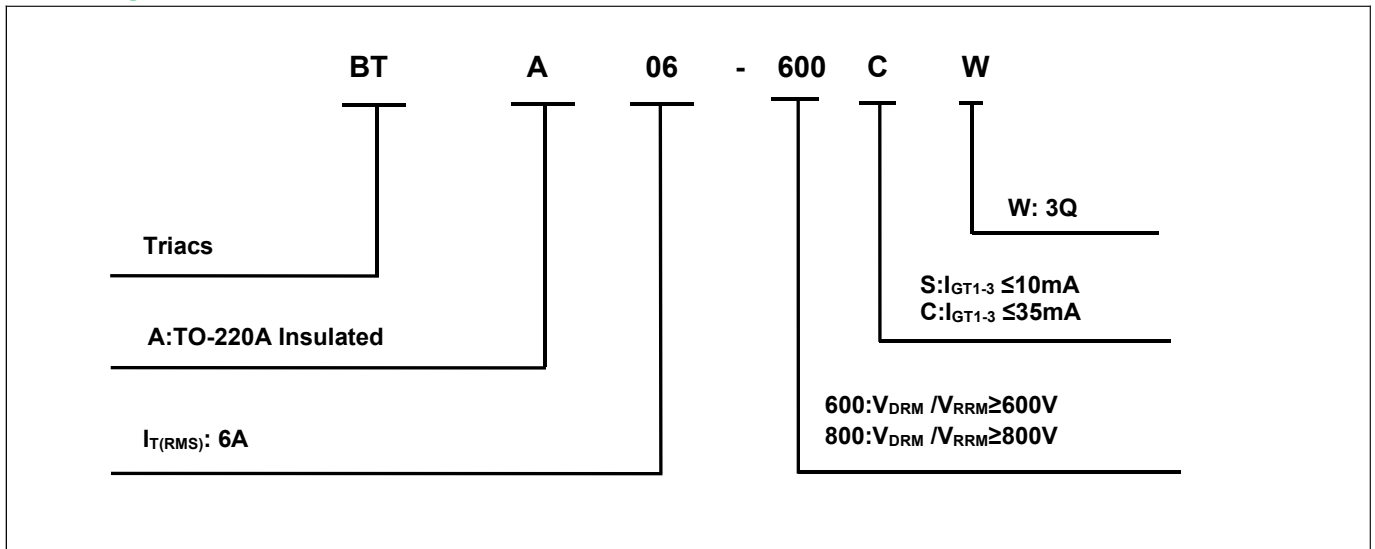 BT A 06 - 600 C W
W: 3Q
Triacs
S:IGT1-3 ≤10mA
C:IGT1-3 ≤35mA
A:TO-220A Insulated
600:VDRM /VRRM≥600V
800:VDRM /VRRM≥800V
IT(RMS): 6A